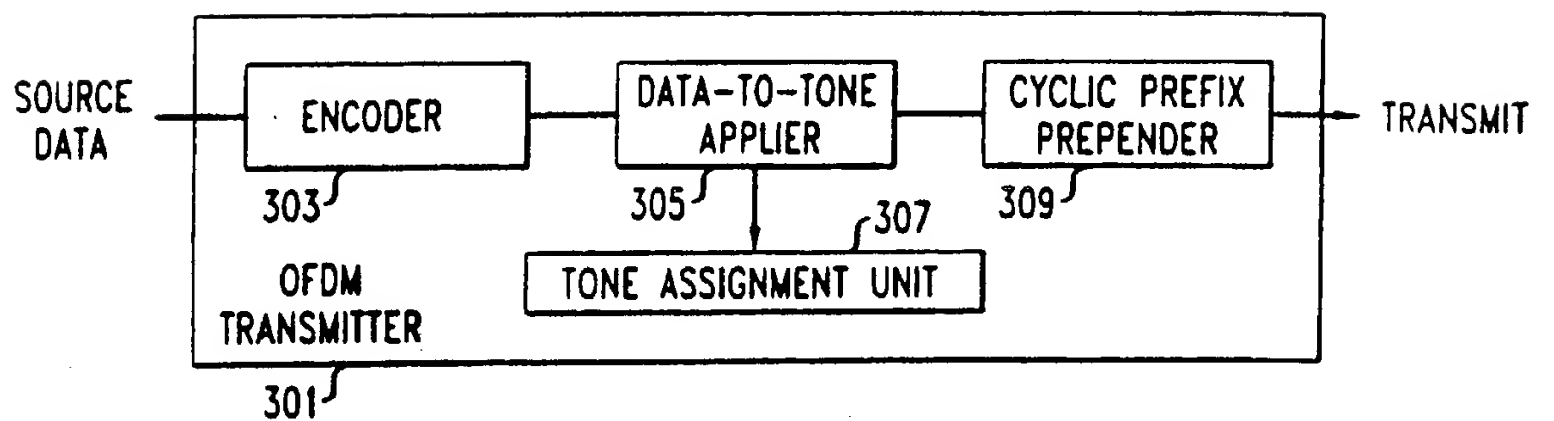 SOURCE
DATA
ENCODER
303
DATA-TO-TONE
APPLIER
305
CYCLIC PREFIX
PREPENDER
309
TRANSMIT
307
TONE ASSIGNMENT UNIT
OFDM
TRANSMITTER
301